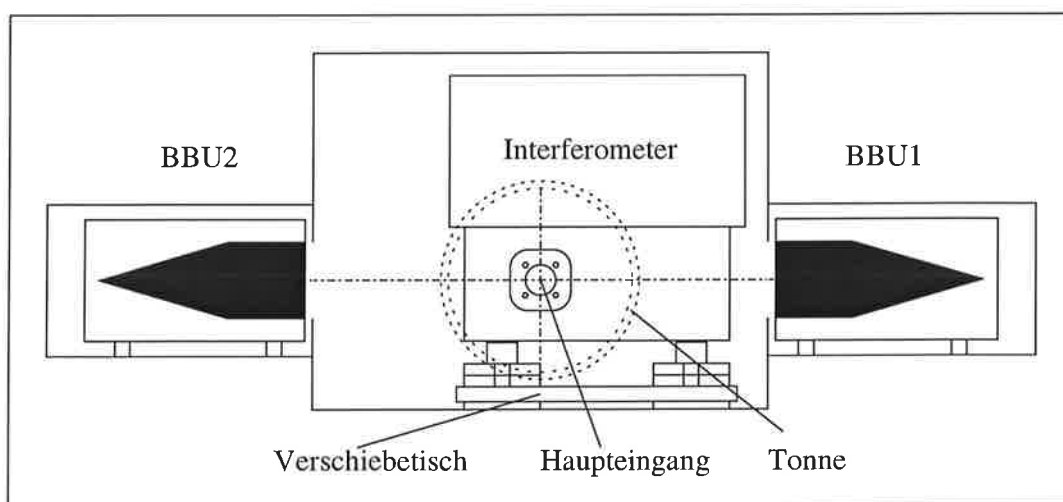 Interferometer
BBU2
BBU1
Verschiebetisch
Haupteingang
Tonne